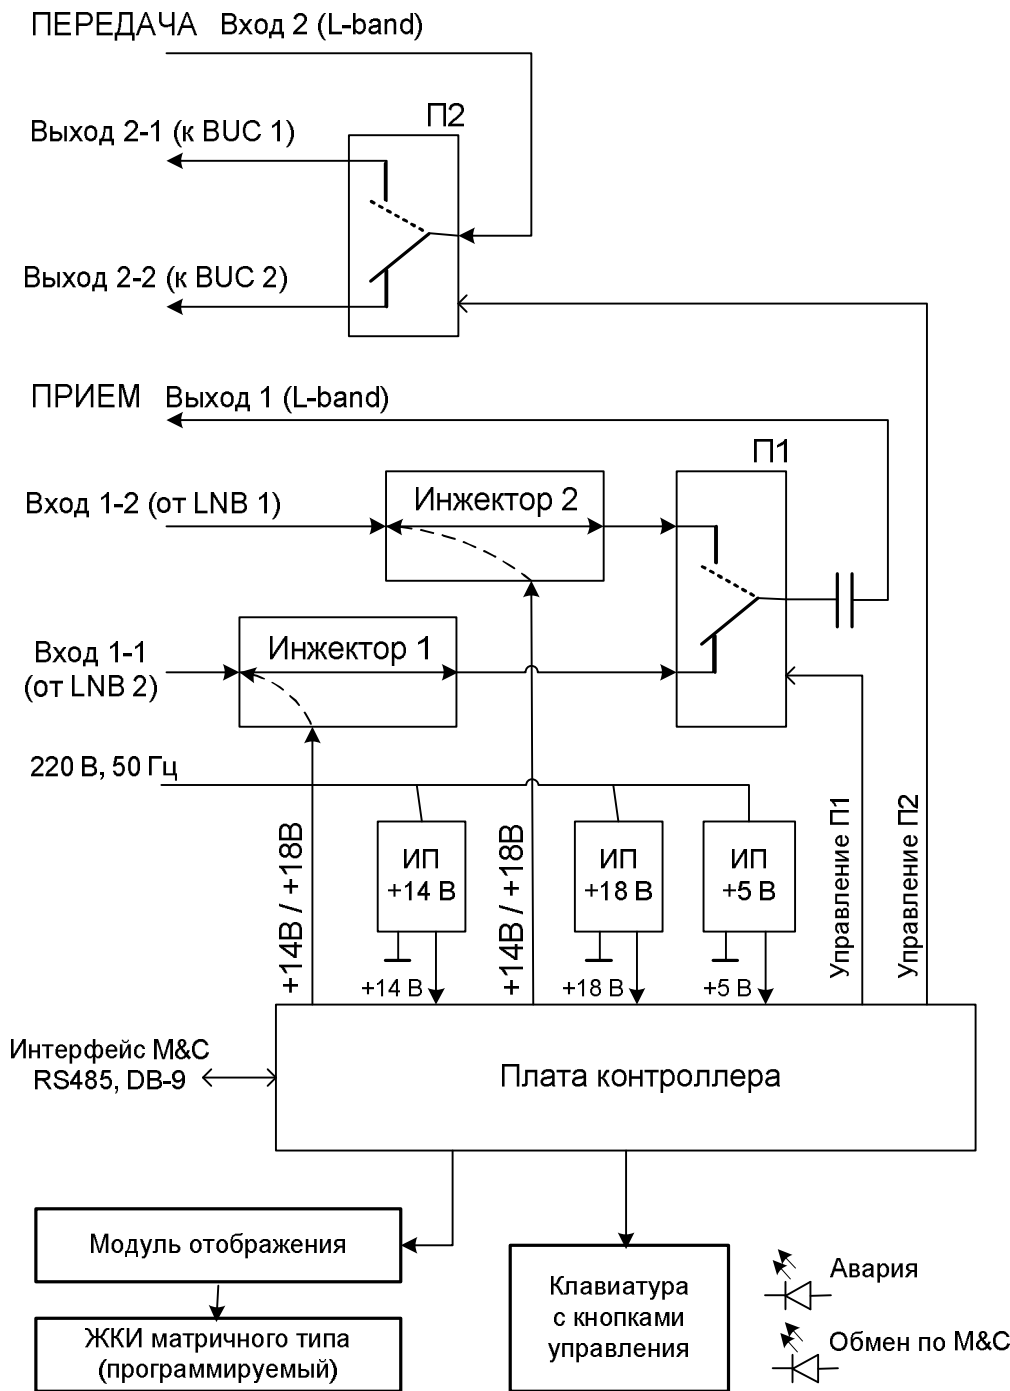 ПЕРЕДАЧА Вход 2 (L-band)
П2
Выход 2-1 (к BUC 1)
Выход 2-2 (к BUC 2)
ПРИЕМ Выход 1 (L-band)
П1
Вход 1-2 (от LNB 1)
Инжектор 2
Вход 1-1
(от LNB 2)
Инжектор 1
220 В, 50 Гц
+14В / +18В
ИП
+14 В
+14 В
+14В / +18В
ИП
+18 В
+18 В
ИП
+5 В
+5 В
Управление П1
Управление П2
Интерфейс M&C
RS485, DB-9
Плата контроллера
Модуль отображения
ЖКИ матричного типа
(программируемый)
Клавиатура
с кнопками
управления
Авария
Обмен по M&C